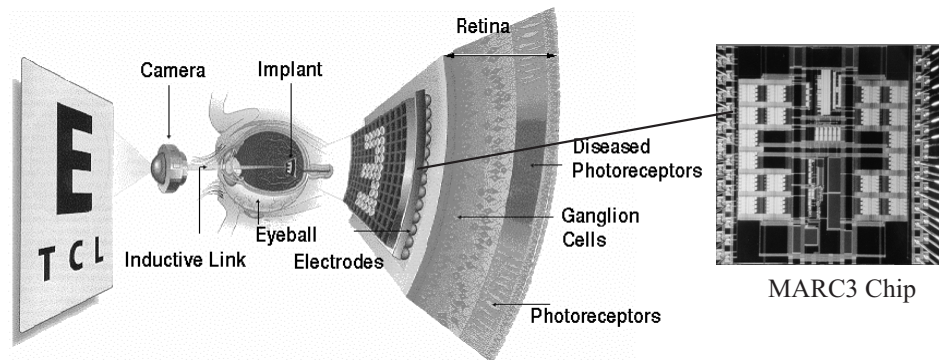 Retina
Camera
Implant
E
T C L
Inductive Link
Eyeball
Electrodes
Diseased
Photoreceptors
Ganglion
Cells
Photoreceptors
MARC3 Chip